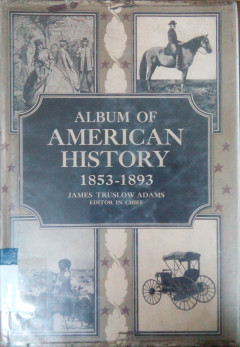 ALBUM OF
AMERICAN
HISTORY
1853-1893
JAMES TRUSLOW ADAMS
EDITOR IN CHIEF